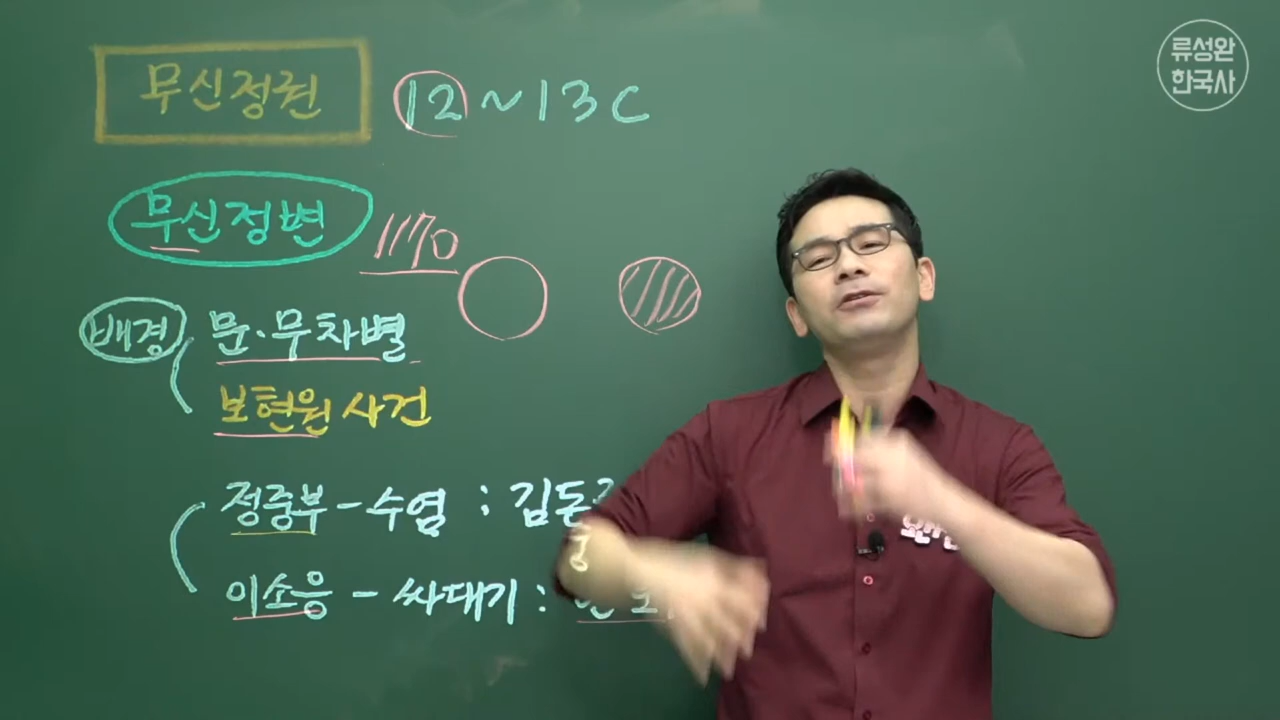 무신정권 12~13C
류성완
한국사
무신정변 1170
배경 문·무차별
보현원 사건
정중부-수염 : 김돈
이소응-싸대기 :